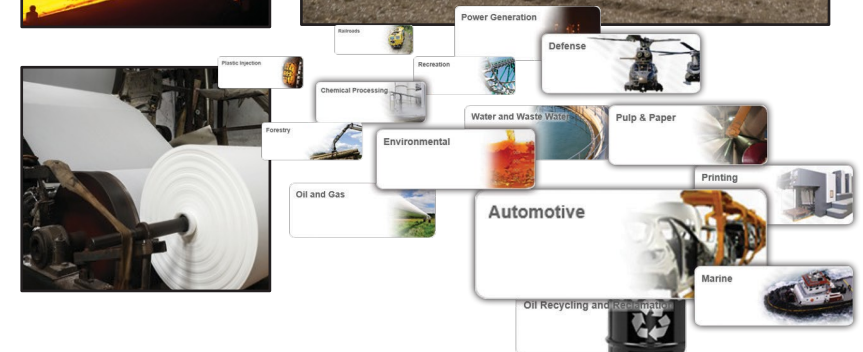 Power Generation
Railroads
Defense
Plastic Injection
Recreation
Chemical Processing
Water and Waste Water
Pulp & Paper
Forestry
Environmental
Printing
Oil and Gas
Automotive
Marine
Oil Recycling and Reclamation